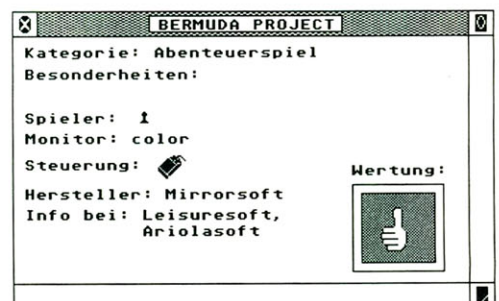 BERMUDA PROJECT
Kategorie: Abenteuerspiel
Besonderheiten:
Spieler: 1
Monitor: color
Steuerung:
Wertung:
Hersteller: Mirrorsoft
Info bei: Leisuresoft,
Ariolasoft